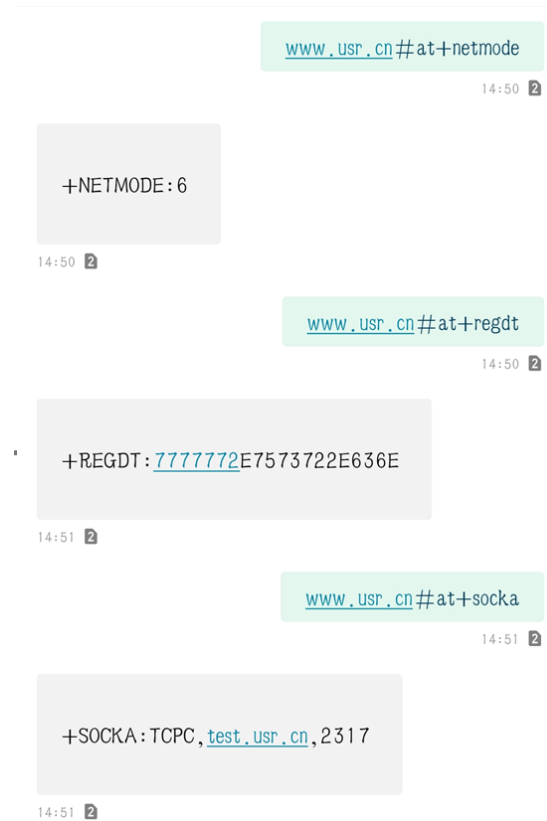 www.usr.cn#at+netmode
14:50 2
+NETMODE:6
14:50 2
www.usr.cn#at+regdt
14:50 2
+REGDT:7777772E7573722E636E
14:51 2
www.usr.cn#at+socka
14:51 2
+SOCKA:TCPC,test.usr.cn,2317
14:51 2